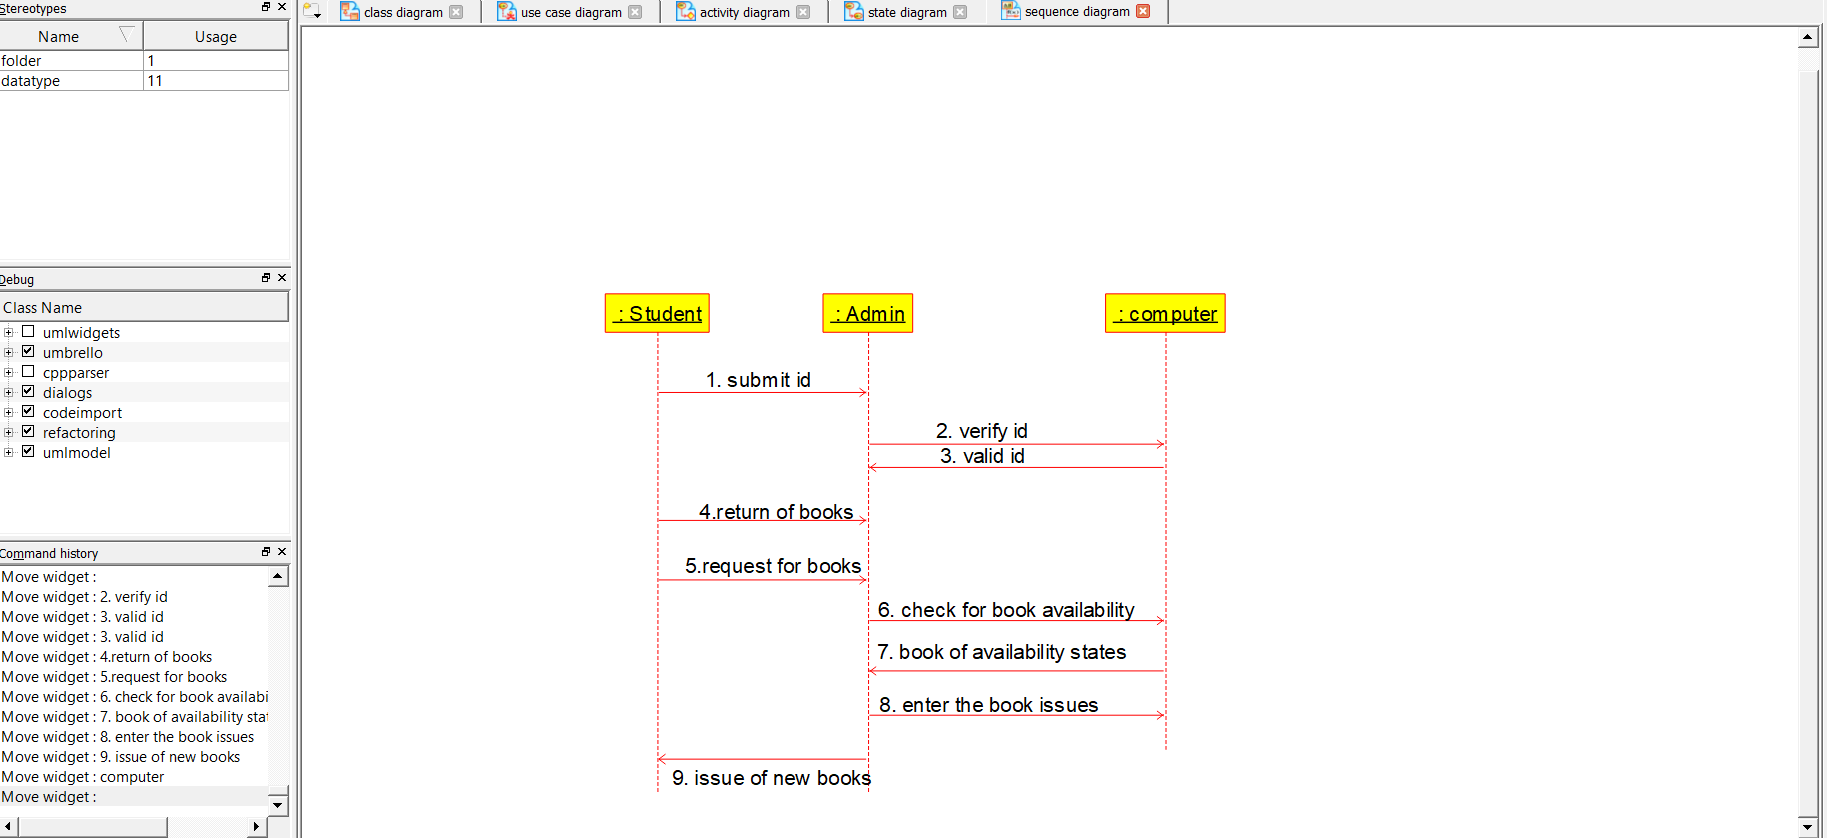 Stereotypes
Name Usage
folder 1
datatype 11
Debug
Class Name
umlwidgets
umbrello
cppparser
dialogs
codeimport
refactoring
umlmodel
Command history
Move widget :
Move widget : 2. verify id
Move widget : 3. valid id
Move widget : 3. valid id
Move widget : 4.return of books
Move widget : 5.request for books
Move widget : 6. check for book availabi
Move widget : 7. book of availability stat
Move widget : 8. enter the book issues
Move widget : 9. issue of new books
Move widget : computer
Move widget :
class diagram use case diagram activity diagram state diagram sequence diagram
: Student : Admin : computer
1. submit id
2. verify id
3. valid id
4.return of books
5.request for books
6. check for book availability
7. book of availability states
8. enter the book issues
9. issue of new books